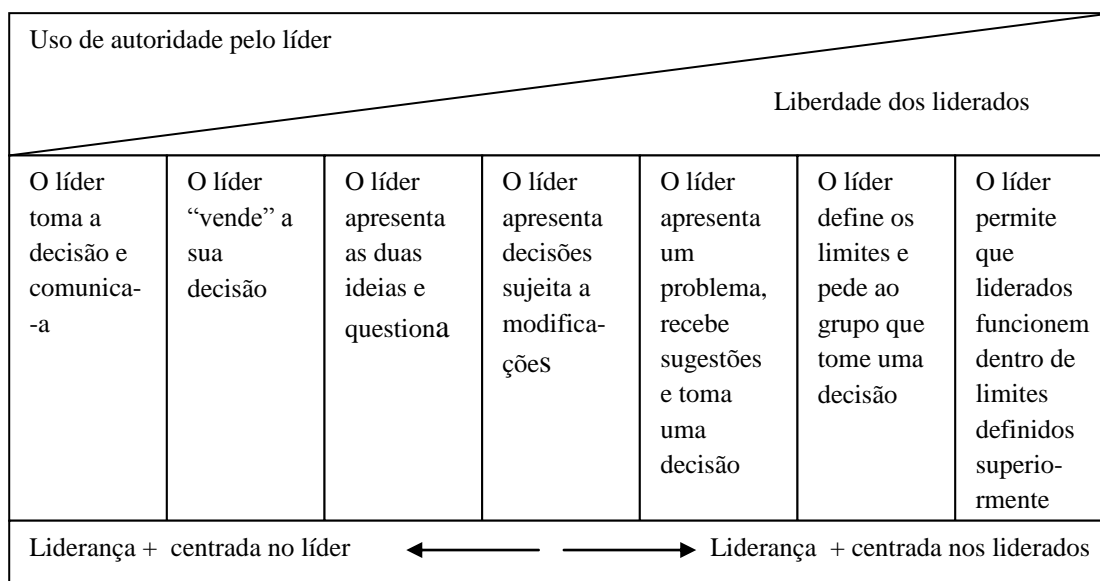 Uso de autoridade pelo líder
Liberdade dos liderados
O líder
toma a
decisão e
comunica-
-a
O líder
“vende” a
sua
decisão
O líder
apresenta
as duas
ideias e
questiona
O líder
apresenta
decisões
sujeita a
modifica-
ções
O líder
apresenta
um
problema,
recebe
sugestões
e toma
uma
decisão
O líder
define os
limites e
pede ao
grupo que
tome uma
decisão
O líder
permite
que
liderados
funcionem
dentro de
limites
definidos
superio-
rmente
Liderança + centrada no líder
Liderança + centrada nos liderados